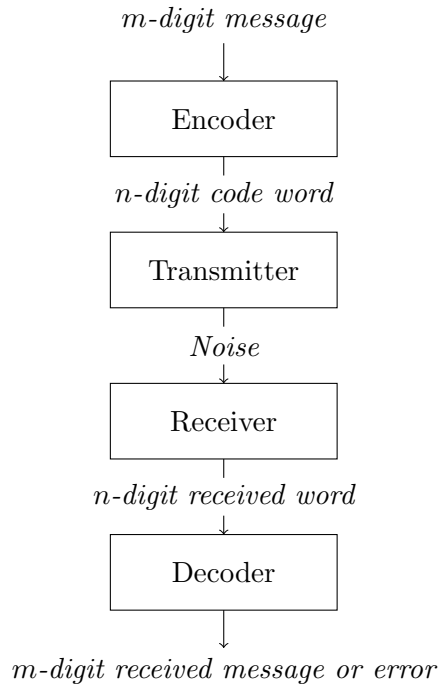 m-digit message
Encoder
n-digit code word
Transmitter
Noise
Receiver
n-digit received word
Decoder
m-digit received message or error